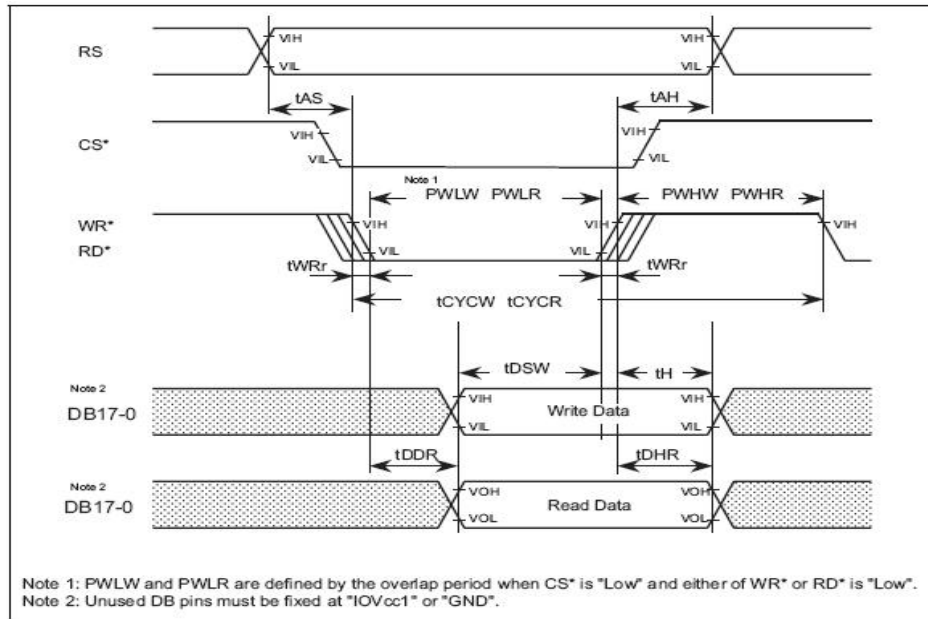 RS
VIH
VIL
VIH
VIL
tAS
tAH
CS*
VIH
VIL
VIH
VIL
Note 1
PWLW PWLR
PWHW PWHR
WR*
RD*
VIH
VIL
VIH
VIL
VIH
tWRr
tWRr
tCYCW tCYCR
tDSW
tH
Note 2
DB17-0
VIH
VIL
Write Data
VIH
VIL
tDDR
tDHR
Note 2
DB17-0
VOH
VOL
Read Data
VOH
VOL
Note 1: PWLW and PWLR are defined by the overlap period when CS* is "Low" and either of WR* or RD* is "Low".
Note 2: Unused DB pins must be fixed at "IOVcc1" or "GND".